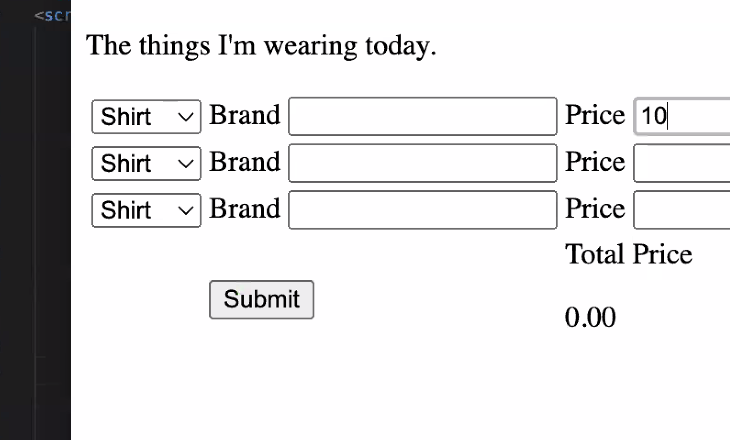 <scr
The things I'm wearing today.
Shirt Brand Price 10
Shirt Brand Price
Shirt Brand Price
Total Price
Submit
0.00